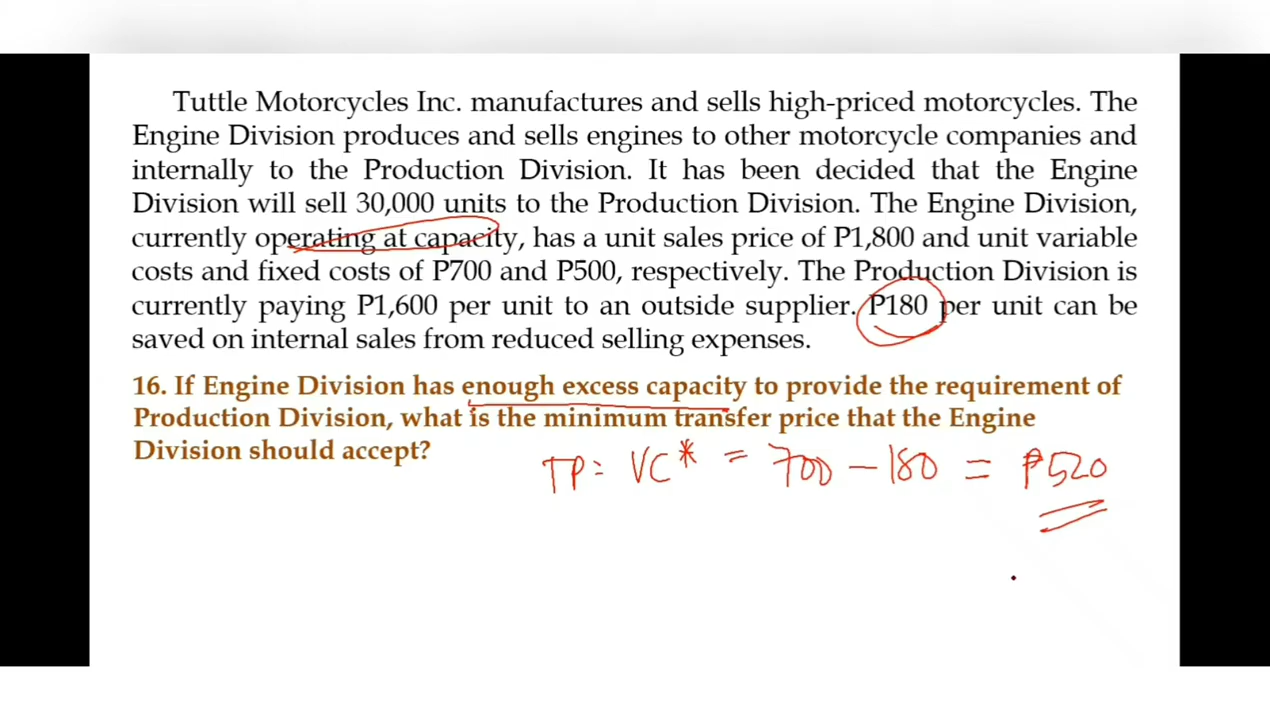 Tuttle Motorcycles Inc. manufactures and sells high-priced motorcycles. The
Engine Division produces and sells engines to other motorcycle companies and
internally to the Production Division. It has been decided that the Engine
Division will sell 30,000 units to the Production Division. The Engine Division,
currently operating at capacity, has a unit sales price of P1,800 and unit variable
costs and fixed costs of P700 and P500, respectively. The Production Division is
currently paying P1,600 per unit to an outside supplier. P180 per unit can be
saved on internal sales from reduced selling expenses.
16. If Engine Division has enough excess capacity to provide the requirement of
Production Division, what is the minimum transfer price that the Engine
Division should accept?
TP = VC* = 700 - 180 = ₱520